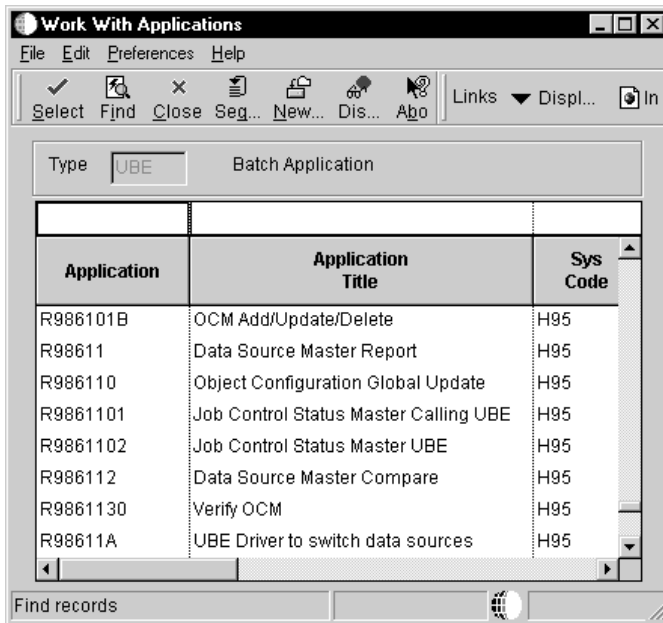 Work With Applications
File Edit Preferences Help
Select Find Close Seq... New... Dis... Abo Links Displ... In
Type UBE Batch Application
Application Application Title Sys Code
R986101B OCM Add/Update/Delete H95
R98611 Data Source Master Report H95
R986110 Object Configuration Global Update H95
R9861101 Job Control Status Master Calling UBE H95
R9861102 Job Control Status Master UBE H95
R986112 Data Source Master Compare H95
R9861130 Verify OCM H95
R98611A UBE Driver to switch data sources H95
Find records